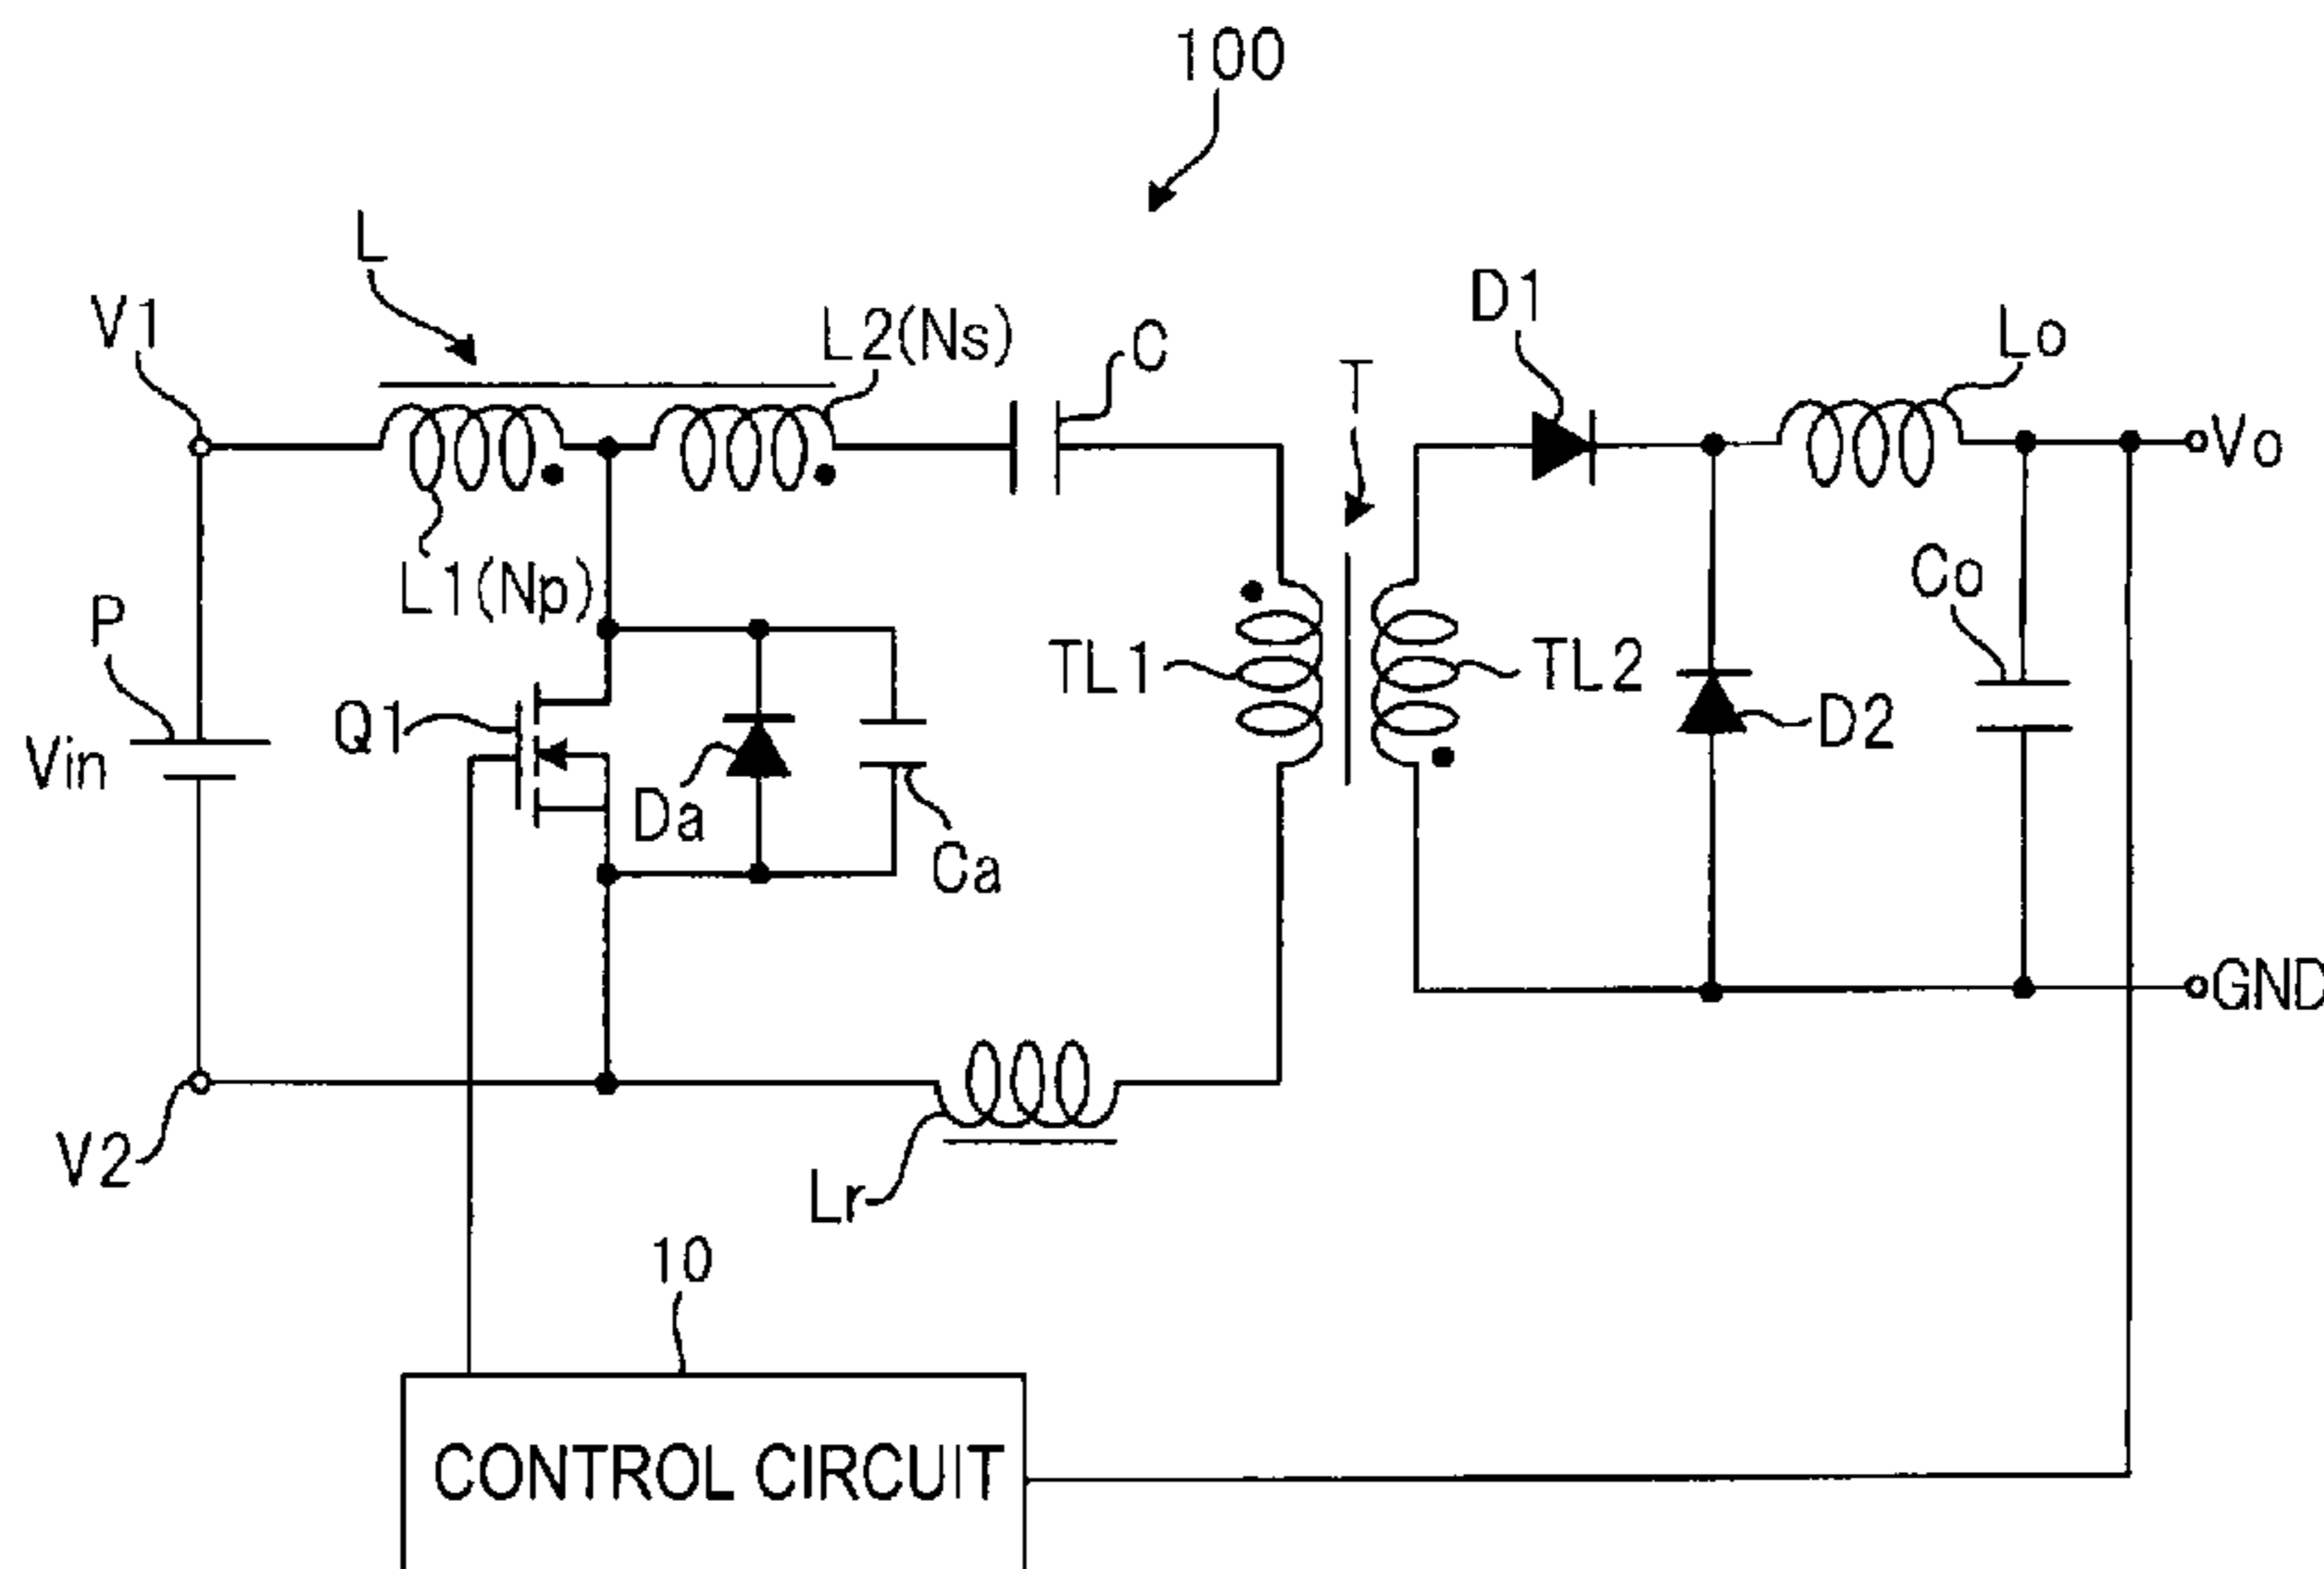 100
L
V1
L2(Ns)
C
T
D1
Lo
Vo
L1(Np)
P
Vin
Q1
Da
Ca
TL1
TL2
D2
Co
GND
V2
Lr
10
CONTROL CIRCUIT